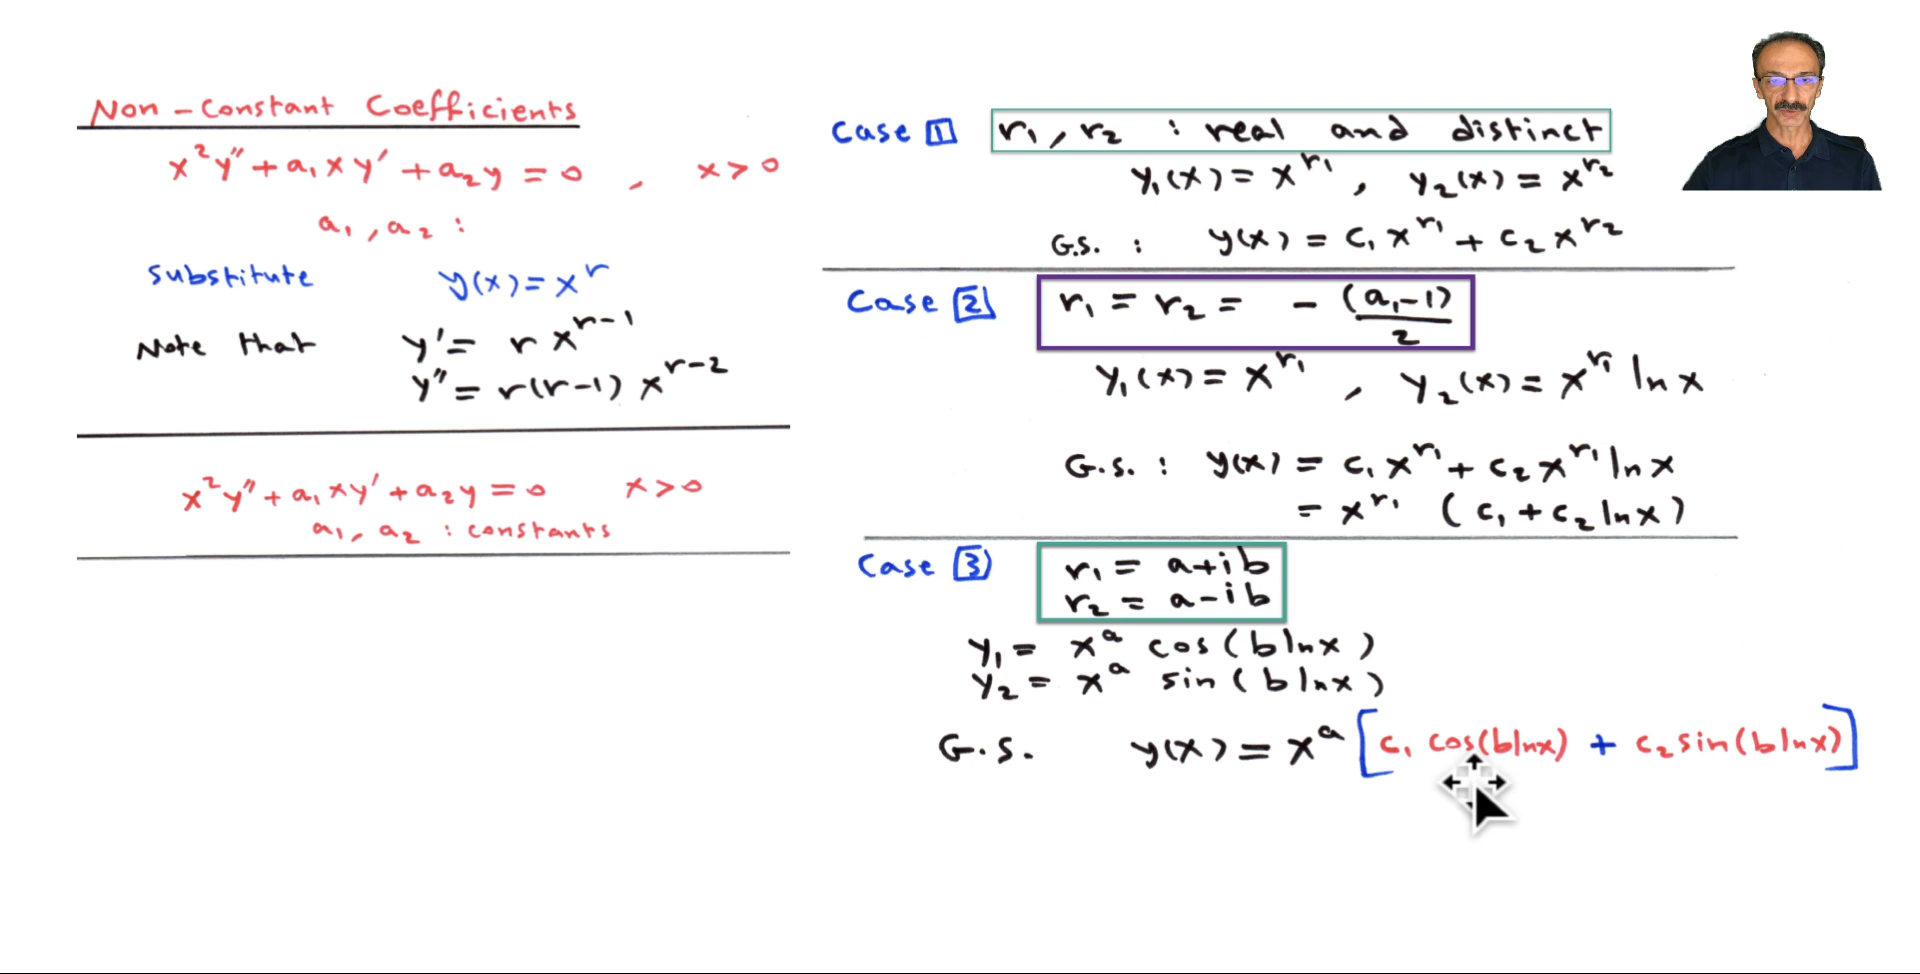 Non-Constant Coefficients
x²y″ + a₁xy′ + a₂y = 0 , x > 0
a₁, a₂ :
Substitute y(x) = x^r
Note that y′ = r x^(r-1)
y″ = r(r-1) x^(r-2)
x²y″ + a₁xy′ + a₂y = 0 x > 0
a₁, a₂ : constants
Case 1 r₁, r₂ : real and distinct
y₁(x) = x^r₁ , y₂(x) = x^r₂
G.S. : y(x) = c₁x^r₁ + c₂x^r₂
Case 2 r₁ = r₂ = -(a₁-1)/2
y₁(x) = x^r₁ , y₂(x) = x^r₁ ln x
G.S. : y(x) = c₁x^r₁ + c₂x^r₁ ln x
= x^r₁ (c₁ + c₂ ln x)
Case 3 r₁ = a+ib
r₂ = a-ib
y₁ = x^a cos(b ln x)
y₂ = x^a sin(b ln x)
G.S. y(x) = x^a [c₁ cos(b ln x) + c₂ sin(b ln x)]